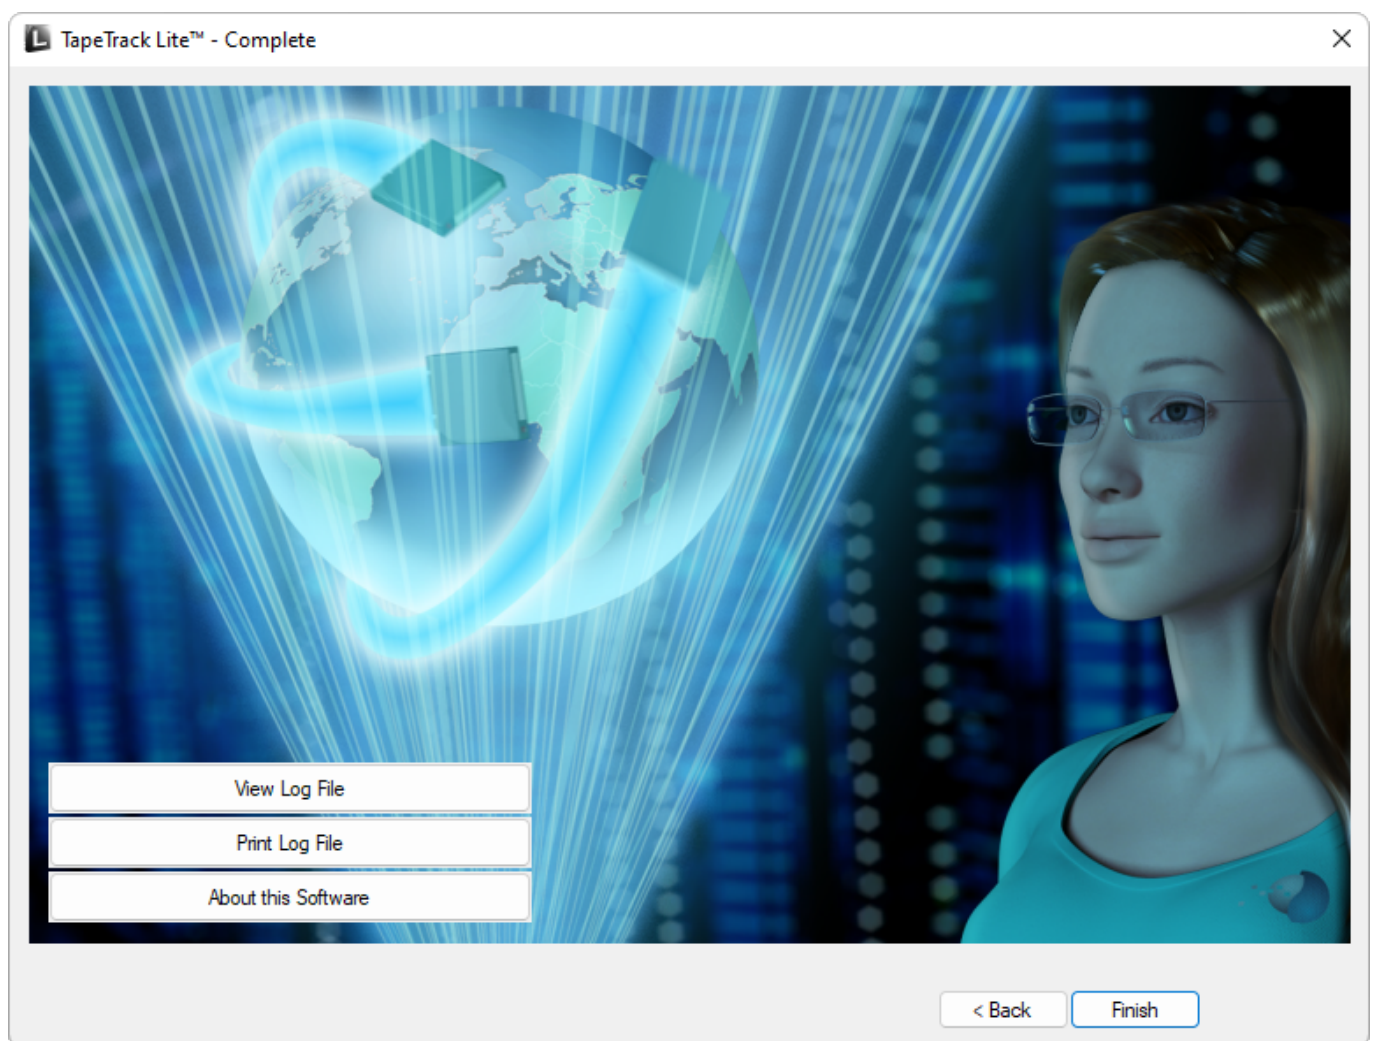 TapeTrack Lite™ - Complete
View Log File
Print Log File
About this Software
< Back
Finish